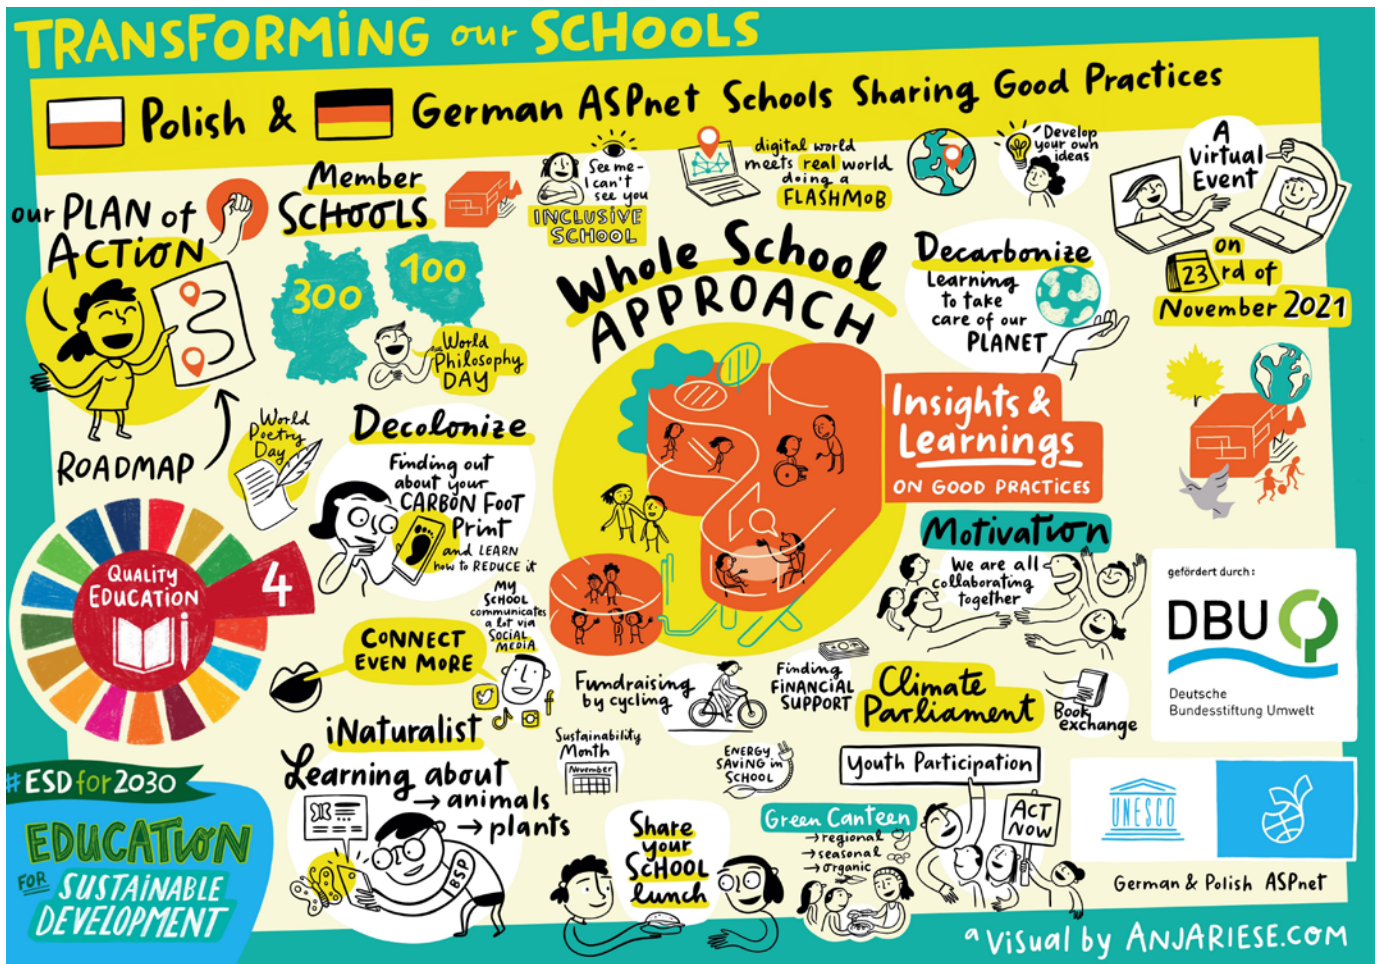 TRANSFORMiNG our SCHOOLS
Polish & German ASPnet Schools Sharing Good Practices
our PLAN of
ACTiON
ROADMAP
Member
SCHOOLS
300
100
World
Philosophy
DAY
See me -
I can't
see you
INCLUSiVE
SCHOOL
digital world
meets real world
doing a
FLASHMOB
Develop
your own
ideas
A
Virtual
Event
on
23 rd of
November 2021
Whole School
APPROACH
Decarbonize
Learning
to take
care of our
PLANET
Insights &
Learnings
ON GOOD PRACTiCES
World
Poetry
Day
Decolonize
Finding out
about your
CARBON FOOT
Print
and LEARN
how to REDUCE it
QUALiTY
EDUCATiON
4
MY
SCHOOL
communicates
a lot via
SOCiAL
MEDiA
CONNECT
EVEN MORE
Motivation
We are all
collaborating
together
gefördert durch:
DBU
Deutsche
Bundesstiftung Umwelt
Fundraising
by cycling
Finding
FiNANCiAL
SUPPORT
Climate
Parliament
Book
exchange
iNaturalist
Learning about
→ animals
→ plants
BSP
Sustainability
Month
November
ENERGY
SAViNG in
SCHOOL
Youth Participation
ACT
NOW
Share
your
SCHOOL
lunch
Green Canteen
→ regional
→ seasonal
→ organic
#ESD for 2030
EDUCATiON
FOR SUSTAiNABLE
DEVELOPMENT
UNESCO
German & Polish ASPnet
a Visual by ANJARIESE.COM